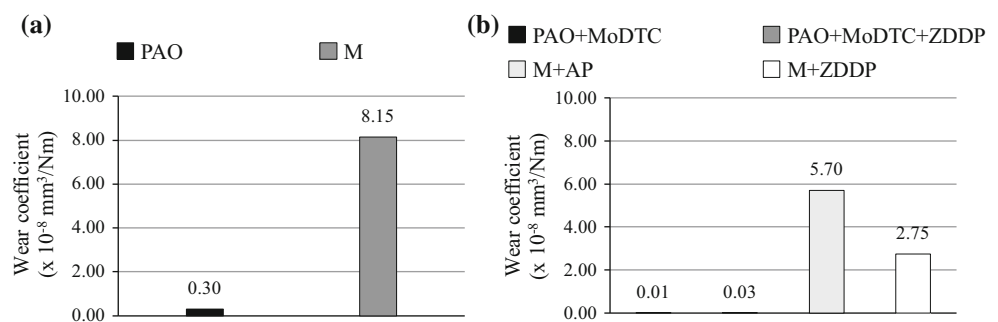 (a)
PAO M
Wear coefficient
(x 10⁻⁸ mm³/Nm)
10.00
8.00
6.00
4.00
2.00
0.00
0.30
8.15
(b)
PAO+MoDTC PAO+MoDTC+ZDDP
M+AP M+ZDDP
Wear coefficient
(x 10⁻⁸ mm³/Nm)
10.00
8.00
6.00
4.00
2.00
0.00
0.01
0.03
5.70
2.75